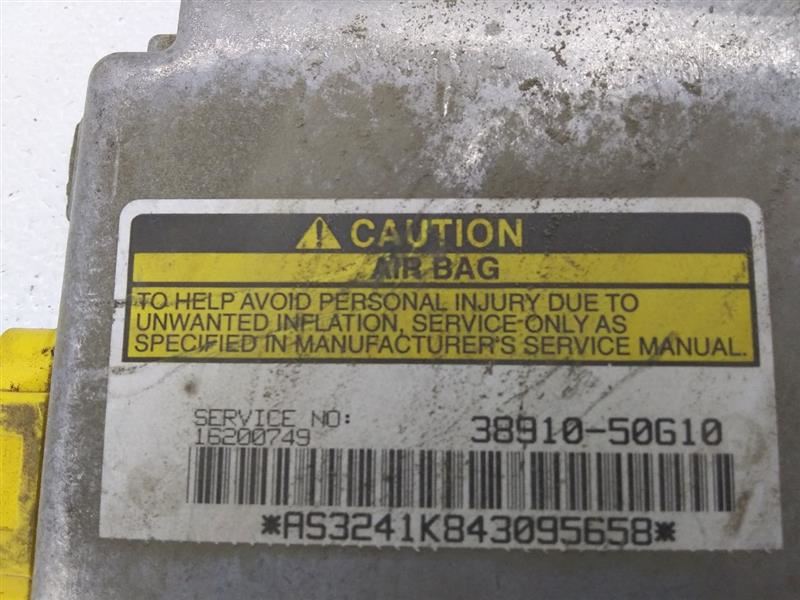 CAUTION
AIR BAG
TO HELP AVOID PERSONAL INJURY DUE TO
UNWANTED INFLATION, SERVICE ONLY AS
SPECIFIED IN MANUFACTURER'S SERVICE MANUAL.
SERVICE NO: 38910-50G10
16200749
*AS3241K843095658*